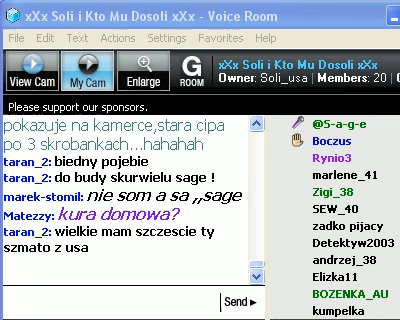 xXx Soli i Kto Mu Dosoli xXx - Voice Room
File Edit Text Actions Settings Favorites Help
View Cam My Cam Enlarge G ROOM
xXx Soli i Kto Mu Dosoli xXx
Owner: Soli_usa | Members: 20 |
Please support our sponsors.
pokazuje na kamerce,stara cipa
po 3 skrobankach...hahahah
taran_2: biedny pojebie
taran_2: do budy skurwielu sage !
marek-stomil: nie som a sa ,,sage
Matezzy: kura domowa?
taran_2: wielkie mam szczescie ty
szmato z usa
Send ►
@S-a-g-e
Boczus
Rynio3
marlene_41
Zigi_38
SEW_40
zadko pijacy
Detektyw2003
andrzej_38
Elizka11
BOZENKA_AU
kumpelka